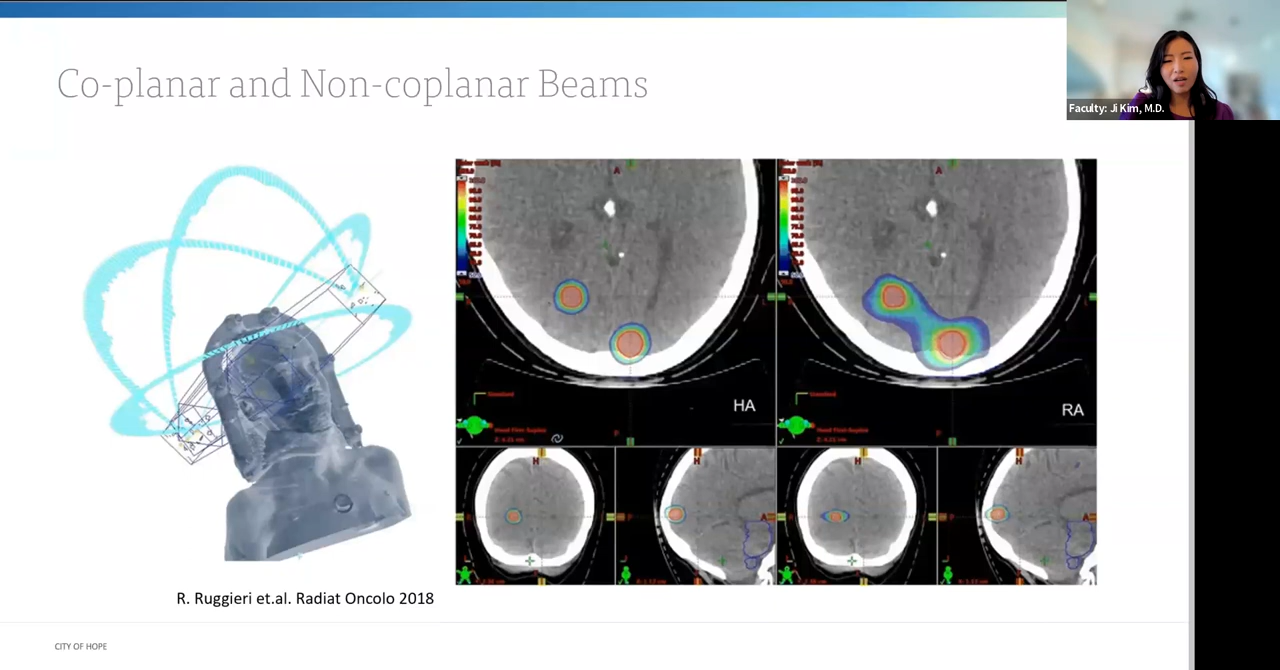 Co-planar and Non-coplanar Beams
Faculty: Ji Kim, M.D.
A
A
HA
RA
P
P
H
H
H
H
A
A
R. Ruggieri et.al. Radiat Oncolo 2018
CITY OF HOPE